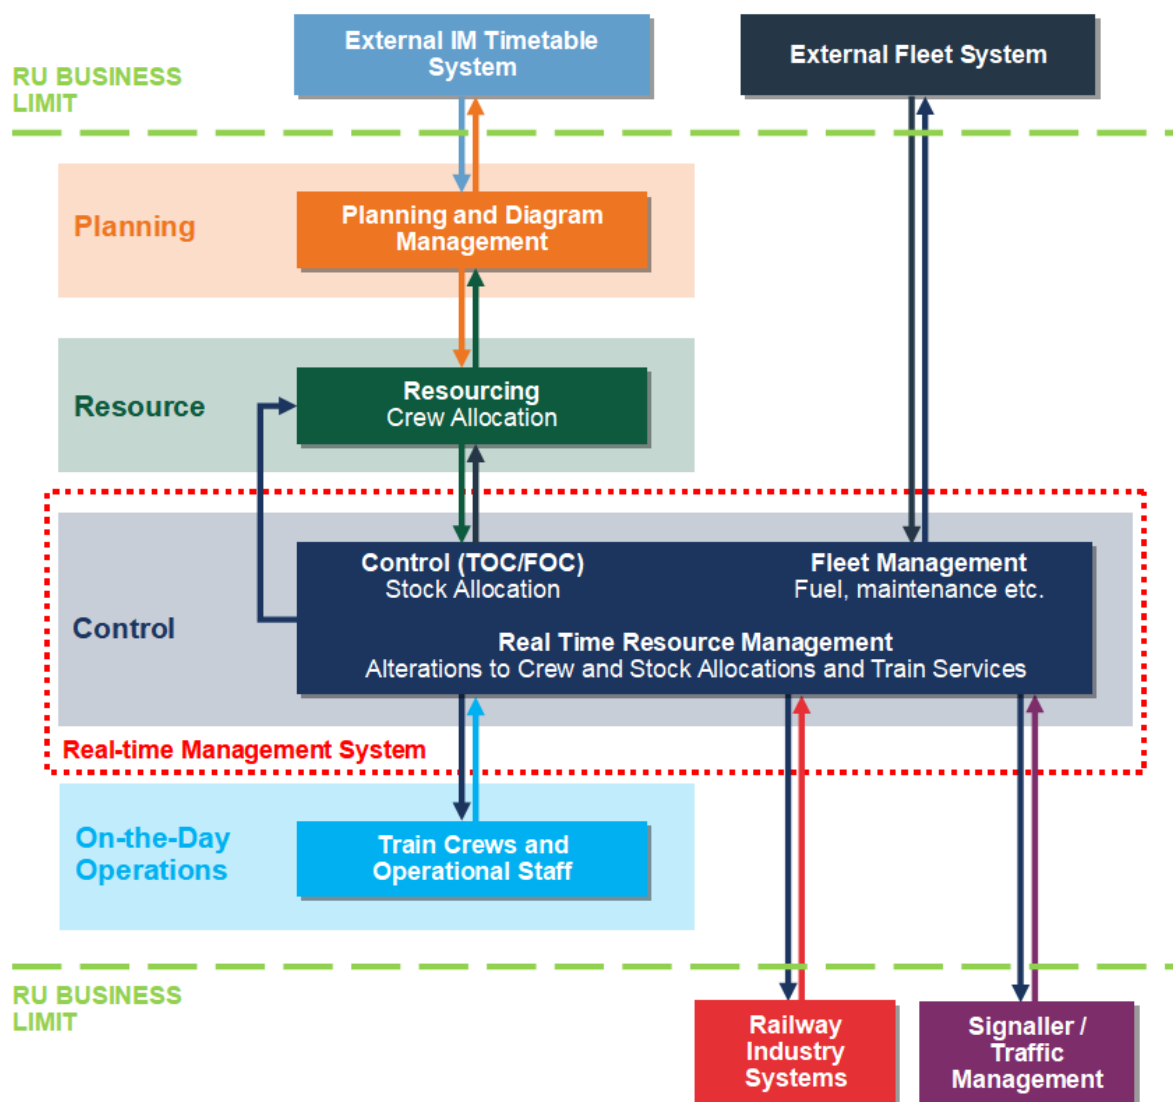 External IM Timetable
System
External Fleet System
RU BUSINESS
LIMIT
Planning
Planning and Diagram
Management
Resource
Resourcing
Crew Allocation
Control
Control (TOC/FOC)
Stock Allocation
Fleet Management
Fuel, maintenance etc.
Real Time Resource Management
Alterations to Crew and Stock Allocations and Train Services
Real-time Management System
On-the-Day
Operations
Train Crews and
Operational Staff
RU BUSINESS
LIMIT
Railway
Industry
Systems
Signaller /
Traffic
Management